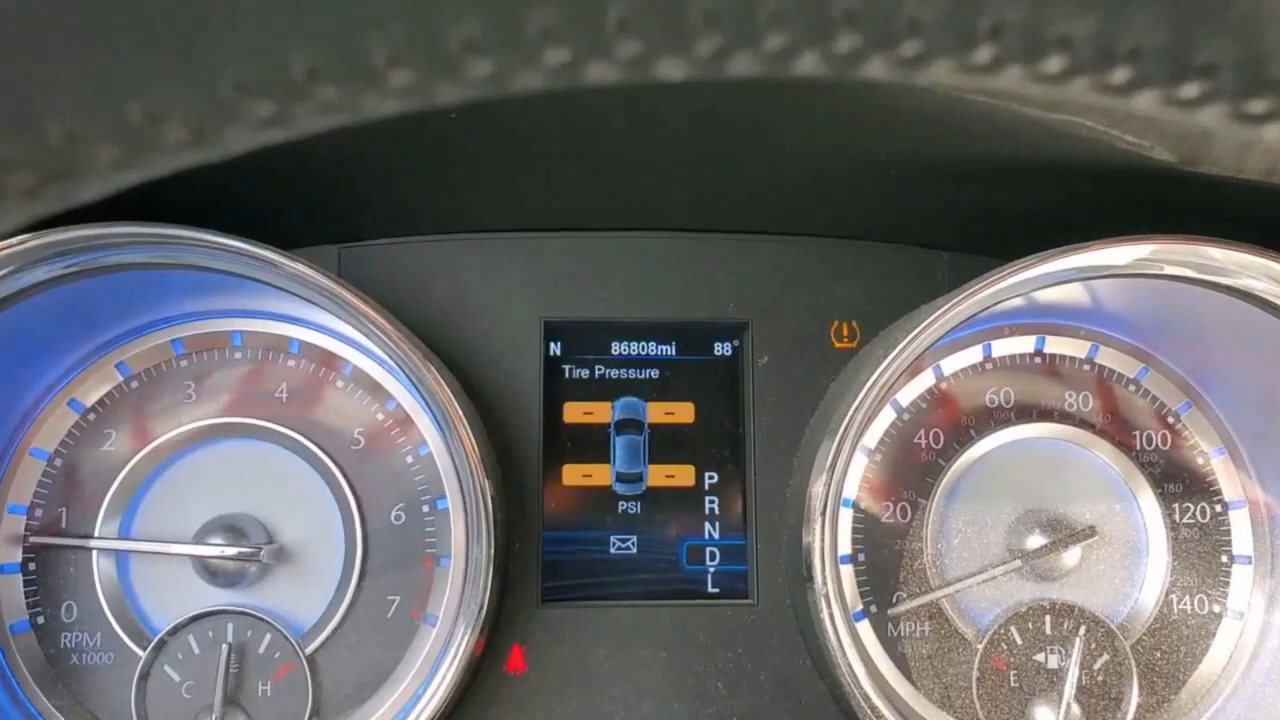 N 86808mi 88°
Tire Pressure
- -
- -
PSI
P
R
N
D
L
0 1 2 3 4 5 6 7
RPM
X1000
C H
20 40 60 80 100 120 140
MPH
E F